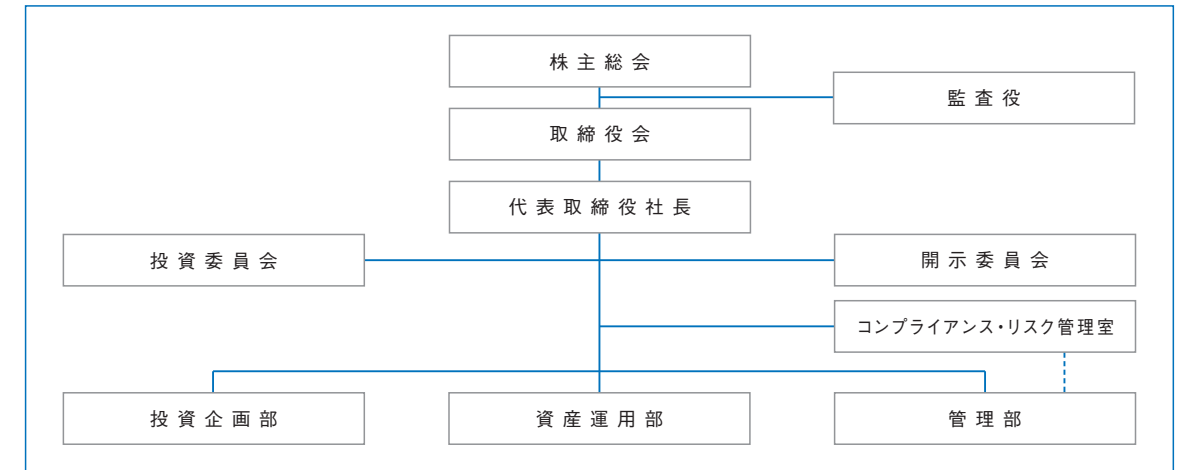 株主総会
監査役
取締役会
代表取締役社長
投資委員会
開示委員会
コンプライアンス・リスク管理室
投資企画部
資産運用部
管理部